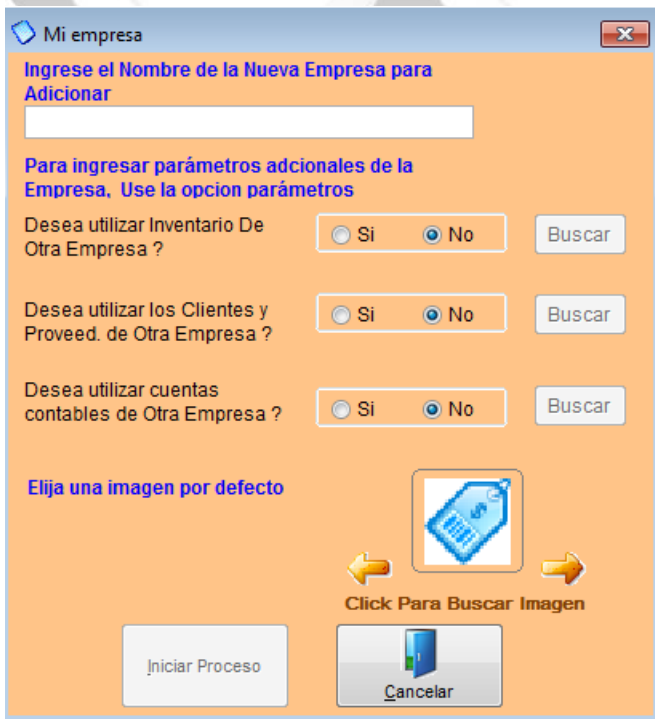 Mi empresa
Ingrese el Nombre de la Nueva Empresa para
Adicionar
Para ingresar parámetros adcionales de la
Empresa, Use la opcion parámetros
Desea utilizar Inventario De
Otra Empresa ?
Si No Buscar
Desea utilizar los Clientes y
Proveed. de Otra Empresa ?
Si No Buscar
Desea utilizar cuentas
contables de Otra Empresa ?
Si No Buscar
Elija una imagen por defecto
Click Para Buscar Imagen
Iniciar Proceso Cancelar